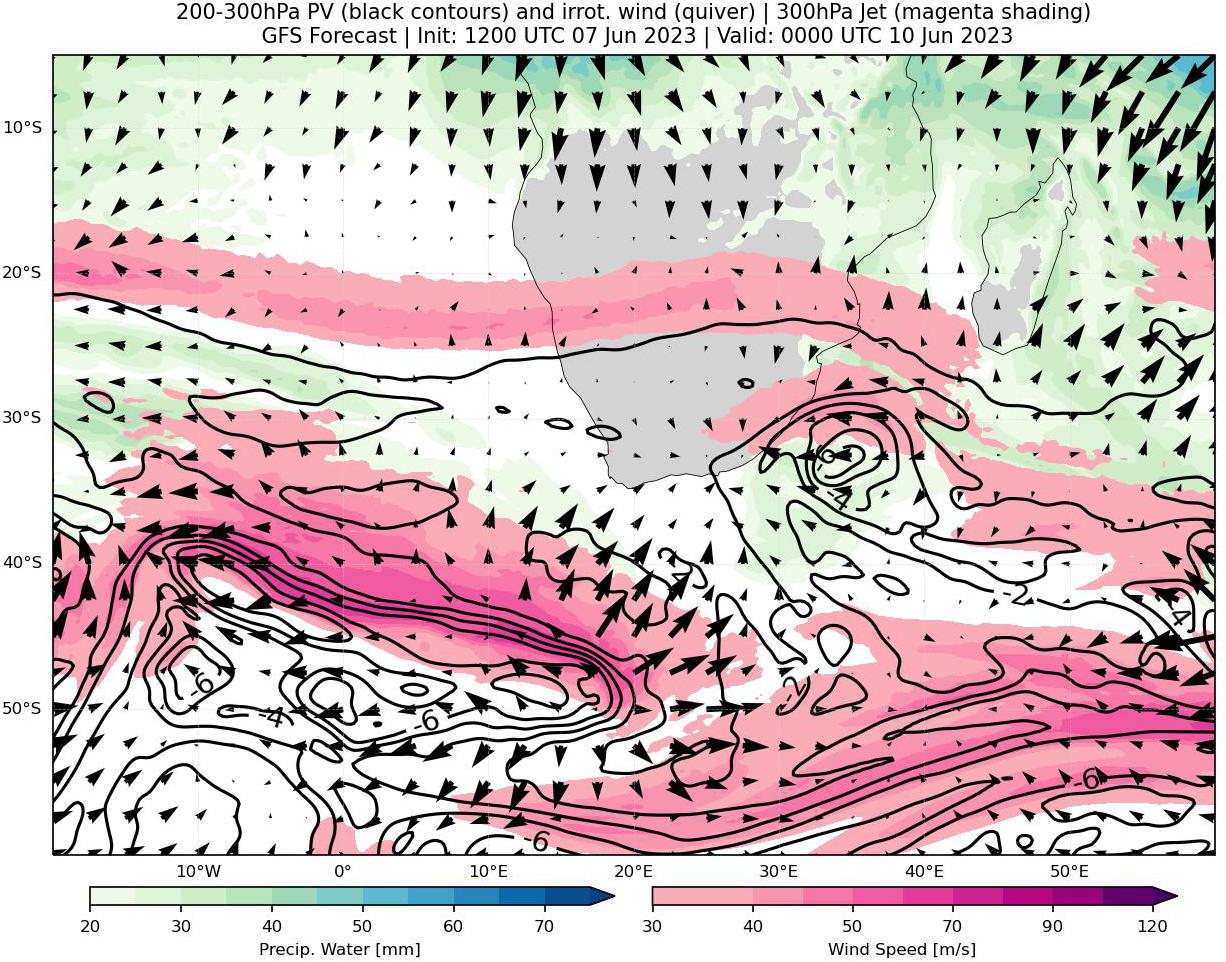 200-300hPa PV (black contours) and irrot. wind (quiver) | 300hPa Jet (magenta shading)
GFS Forecast | Init: 1200 UTC 07 Jun 2023 | Valid: 0000 UTC 10 Jun 2023
10°S
20°S
30°S
40°S
50°S
-4
-2
-4
-2
-6
-4
6
-6
-6
10°W 0° 10°E 20°E 30°E 40°E 50°E
20 30 40 50 60 70
Precip. Water [mm]
30 40 50 70 90 120
Wind Speed [m/s]